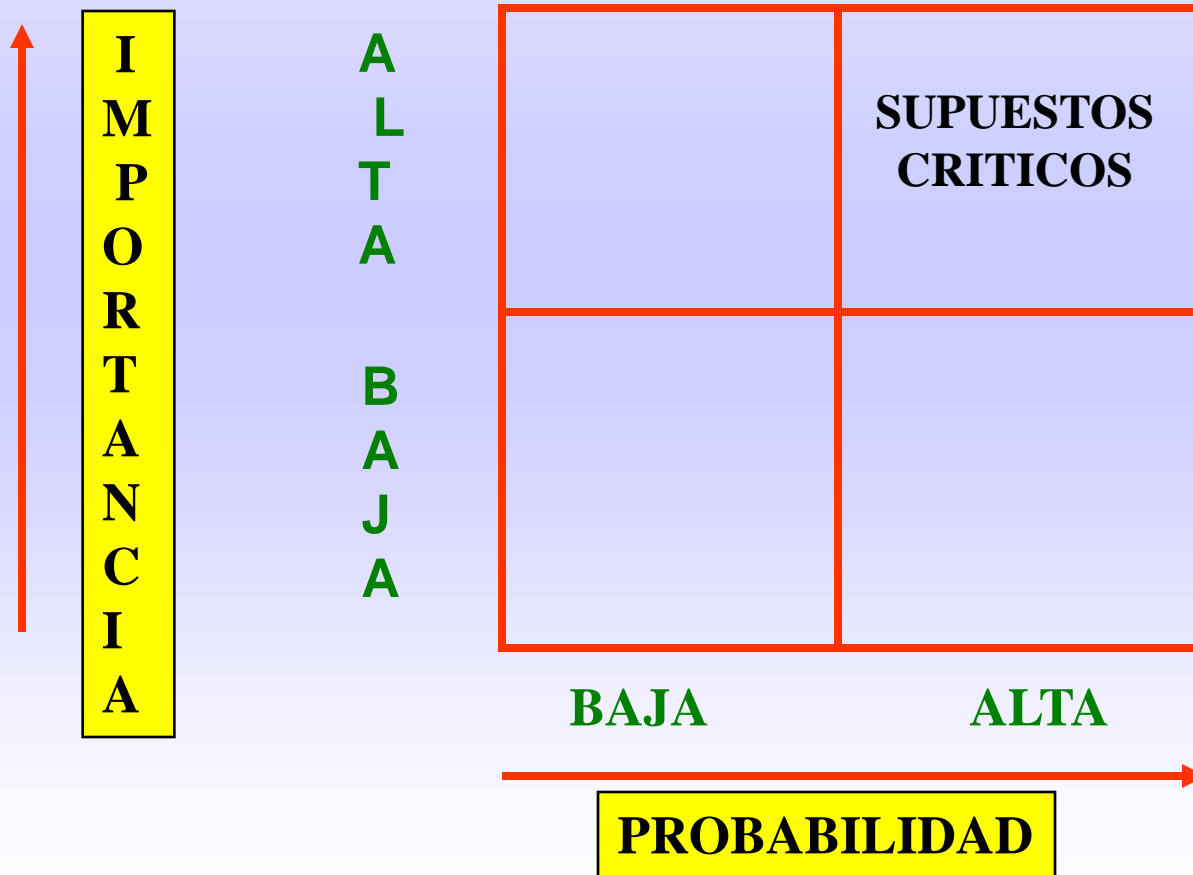 IMPORTANCIA
ALTA
BAJA
SUPUESTOS
CRITICOS
BAJA
ALTA
PROBABILIDAD